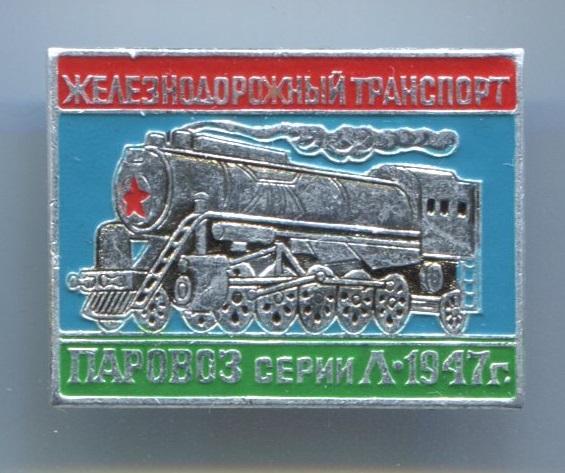 ЖЕЛЕЗНОДОРОЖНЫЙ ТРАНСПОРТ
ПАРОВОЗ СЕРИИ Л·1947г.